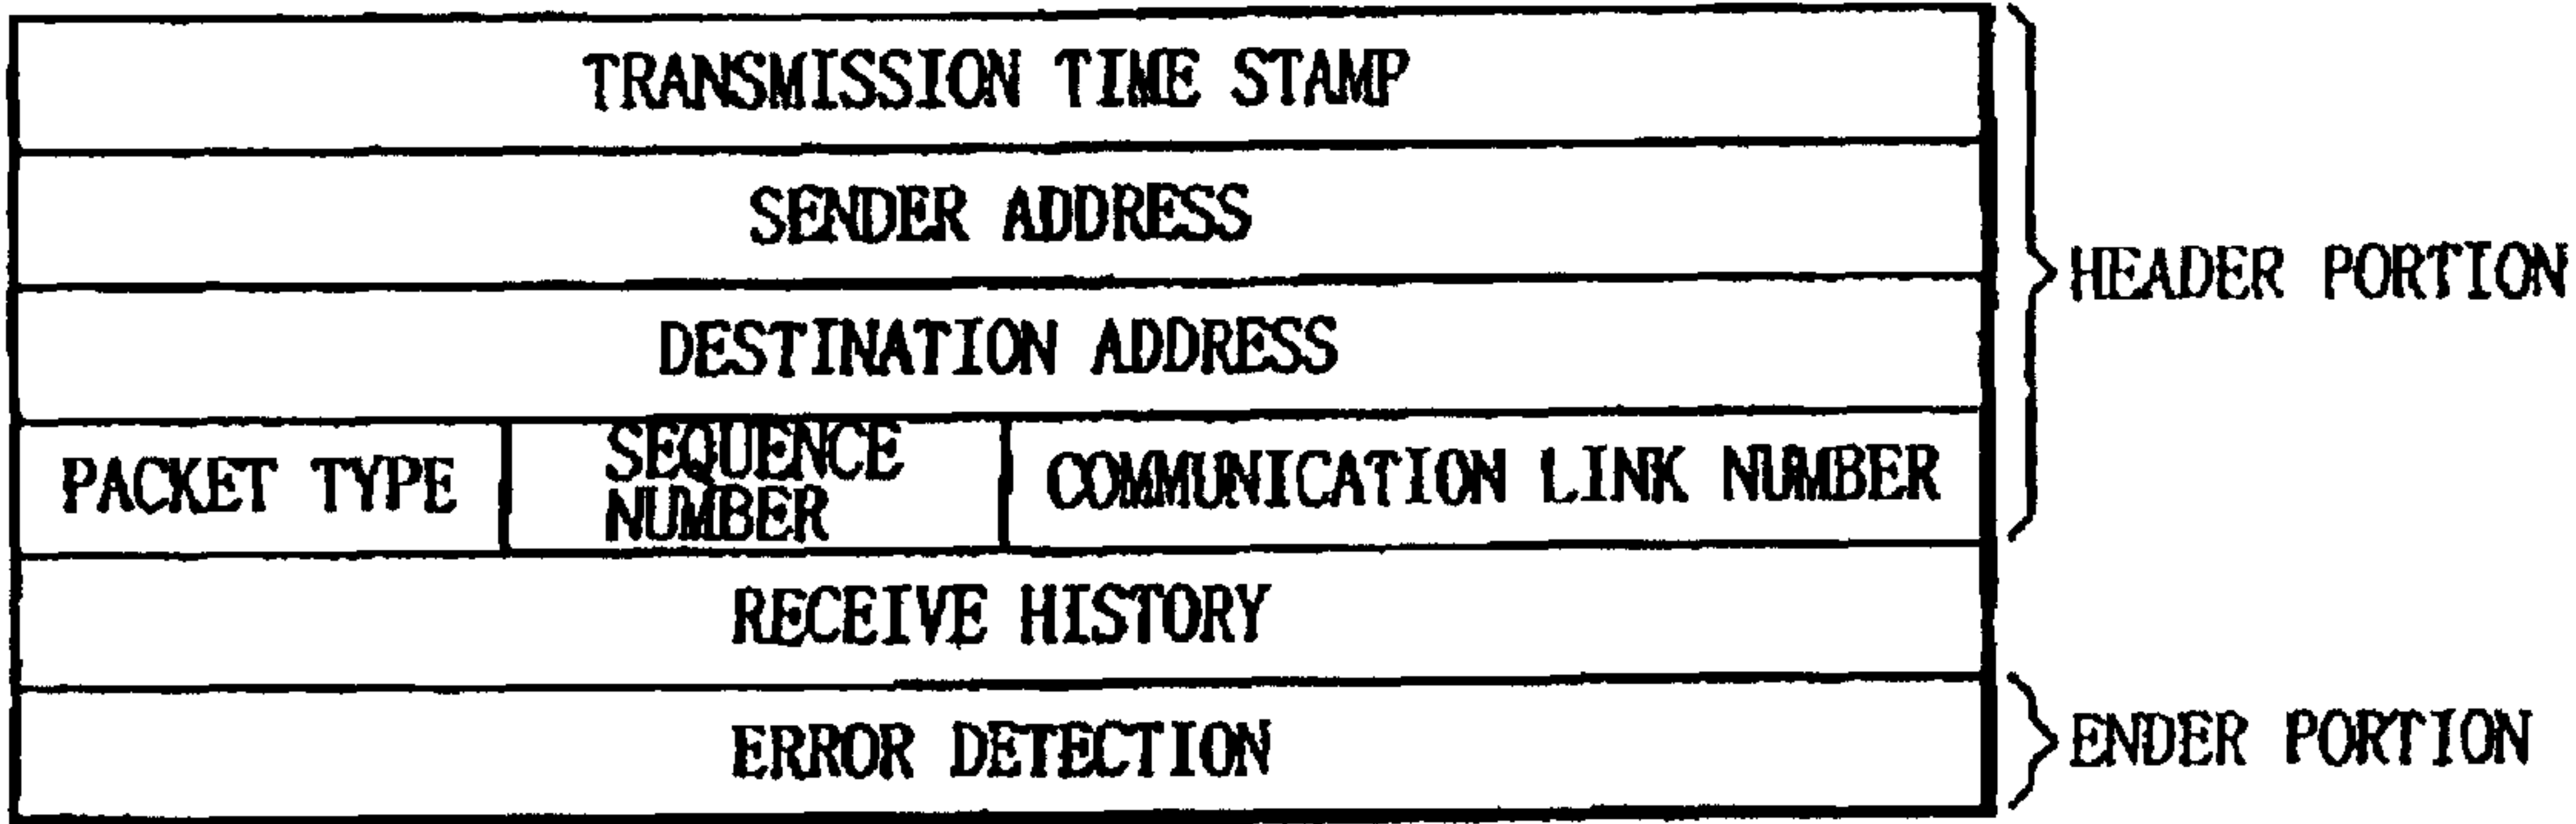 TRANSMISSION TIME STAMP
SENDER ADDRESS
HEADER PORTION
DESTINATION ADDRESS
PACKET TYPE
SEQUENCE
NUMBER
COMMUNICATION LINK NUMBER
RECEIVE HISTORY
ERROR DETECTION
ENDER PORTION